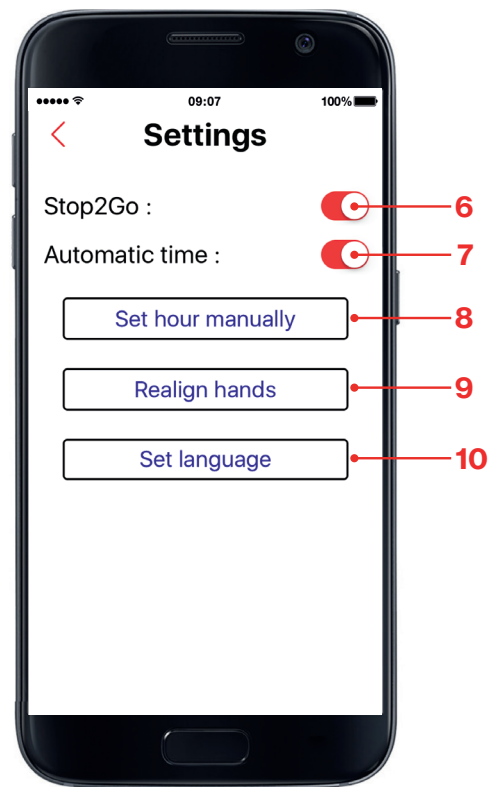 09:07 100%
Settings
Stop2Go : 6
Automatic time : 7
Set hour manually 8
Realign hands 9
Set language 10